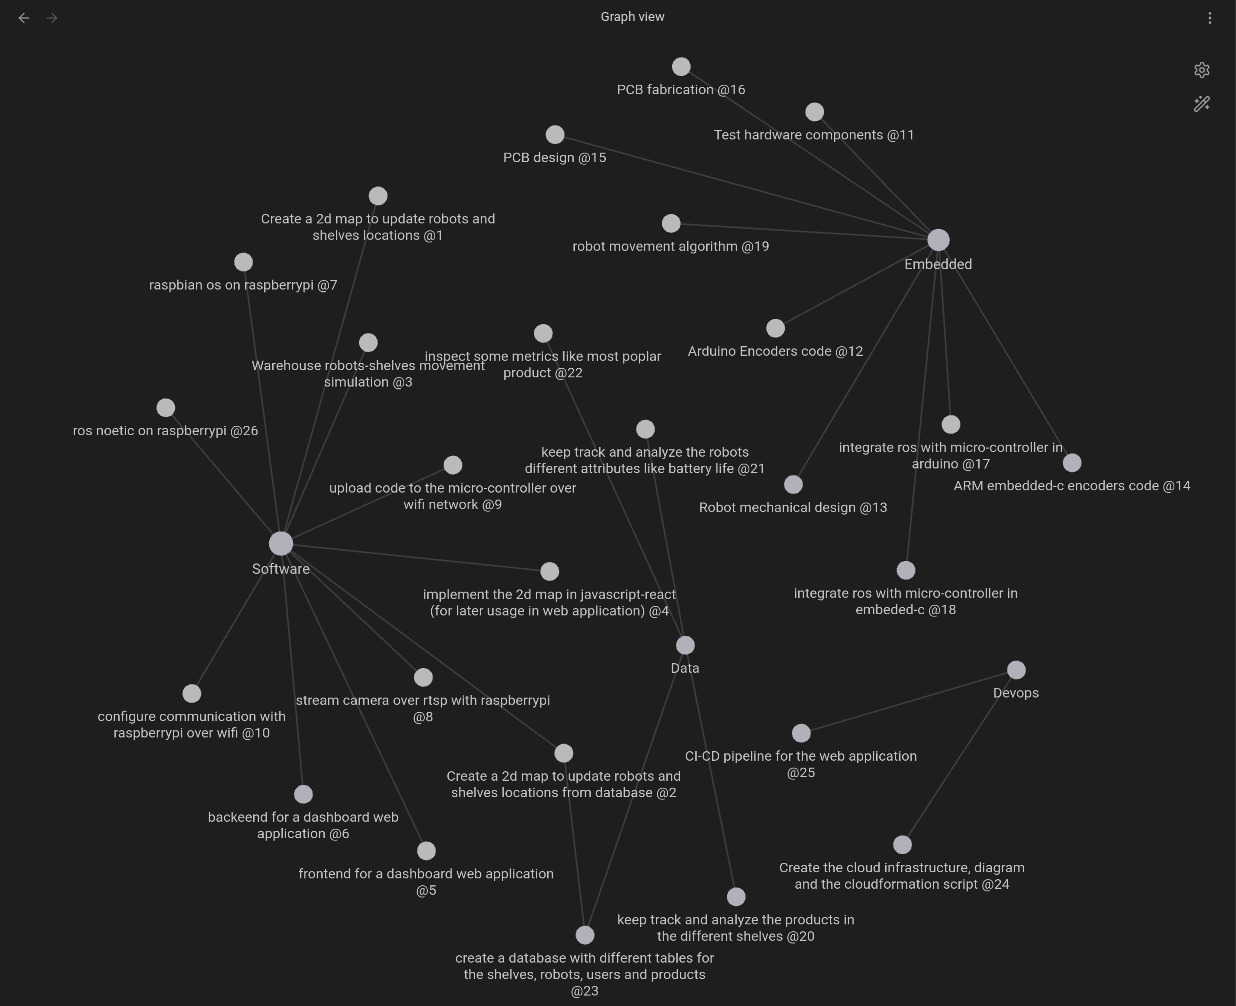 Graph view
PCB fabrication @16
Test hardware components @11
PCB design @15
Create a 2d map to update robots and
shelves locations @1
robot movement algorithm @19
Embedded
raspbian os on raspberrypi @7
Arduino Encoders code @12
inspect some metrics like most poplar
product @22
Warehouse robots-shelves movement
simulation @3
ros noetic on raspberrypi @26
keep track and analyze the robots
different attributes like battery life @21
integrate ros with micro-controller in
arduino @17
ARM embedded-c encoders code @14
upload code to the micro-controller over
wifi network @9
Robot mechanical design @13
Software
implement the 2d map in javascript-react
(for later usage in web application) @4
integrate ros with micro-controller in
embeded-c @18
Data
Devops
stream camera over rtsp with raspberrypi
@8
configure communication with
raspberrypi over wifi @10
CI-CD pipeline for the web application
@25
Create a 2d map to update robots and
shelves locations from database @2
backeend for a dashboard web
application @6
frontend for a dashboard web application
@5
Create the cloud infrastructure, diagram
and the cloudformation script @24
keep track and analyze the products in
the different shelves @20
create a database with different tables for
the shelves, robots, users and products
@23